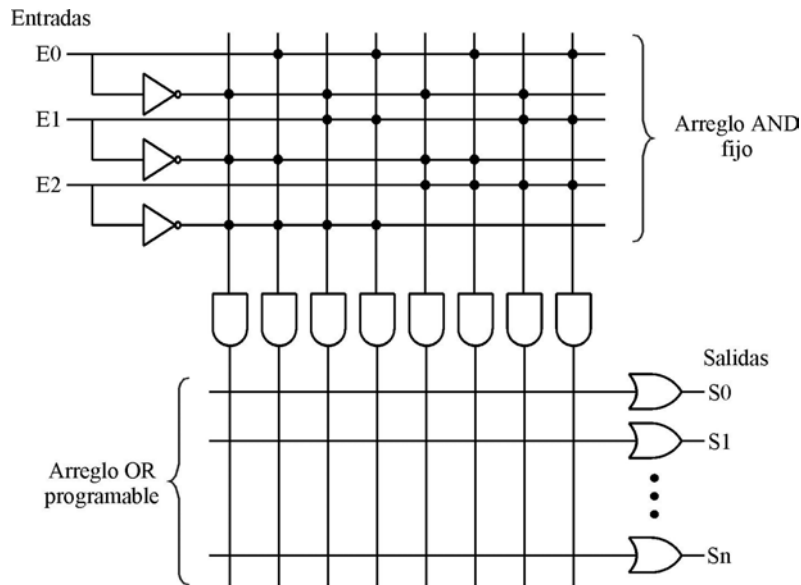 Entradas
E0
E1
E2
Arreglo AND
fijo
Salidas
S0
S1
Sn
Arreglo OR
programable